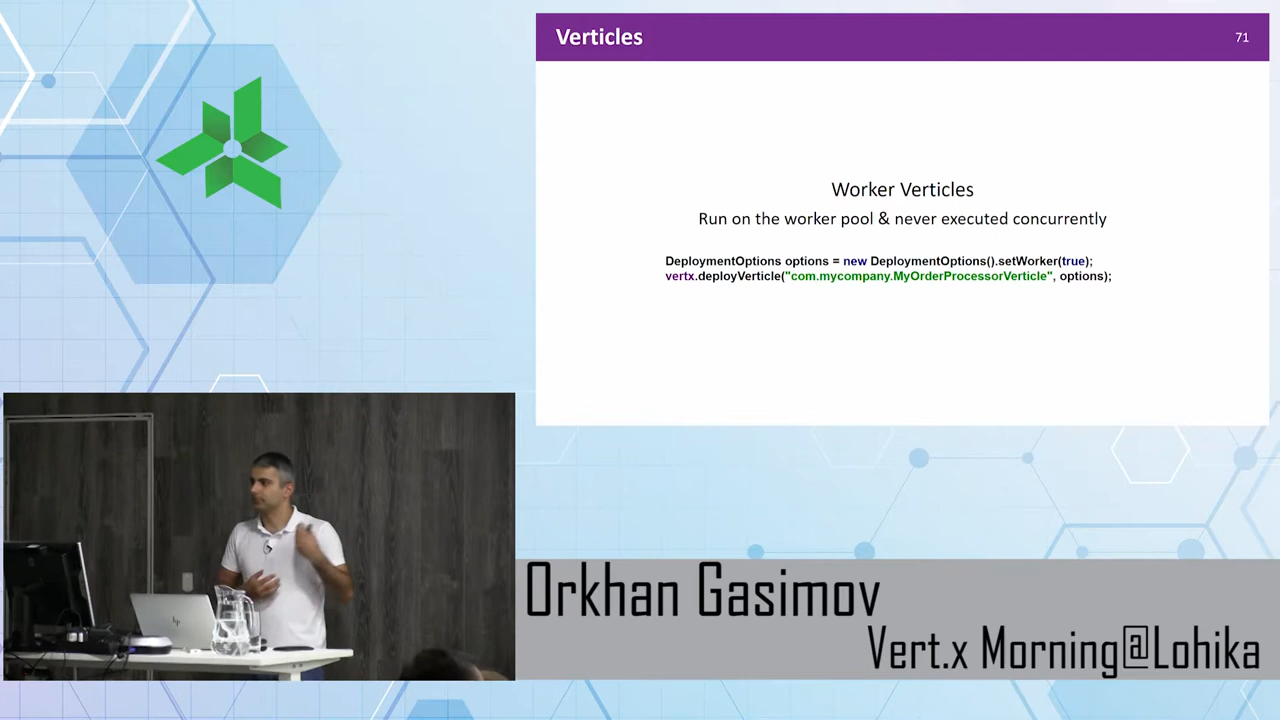 Verticles
71
Worker Verticles
Run on the worker pool & never executed concurrently
DeploymentOptions options = new DeploymentOptions().setWorker(true);
vertx.deployVerticle("com.mycompany.MyOrderProcessorVerticle", options);
hp
Orkhan Gasimov
Vert.x Morning@Lohika